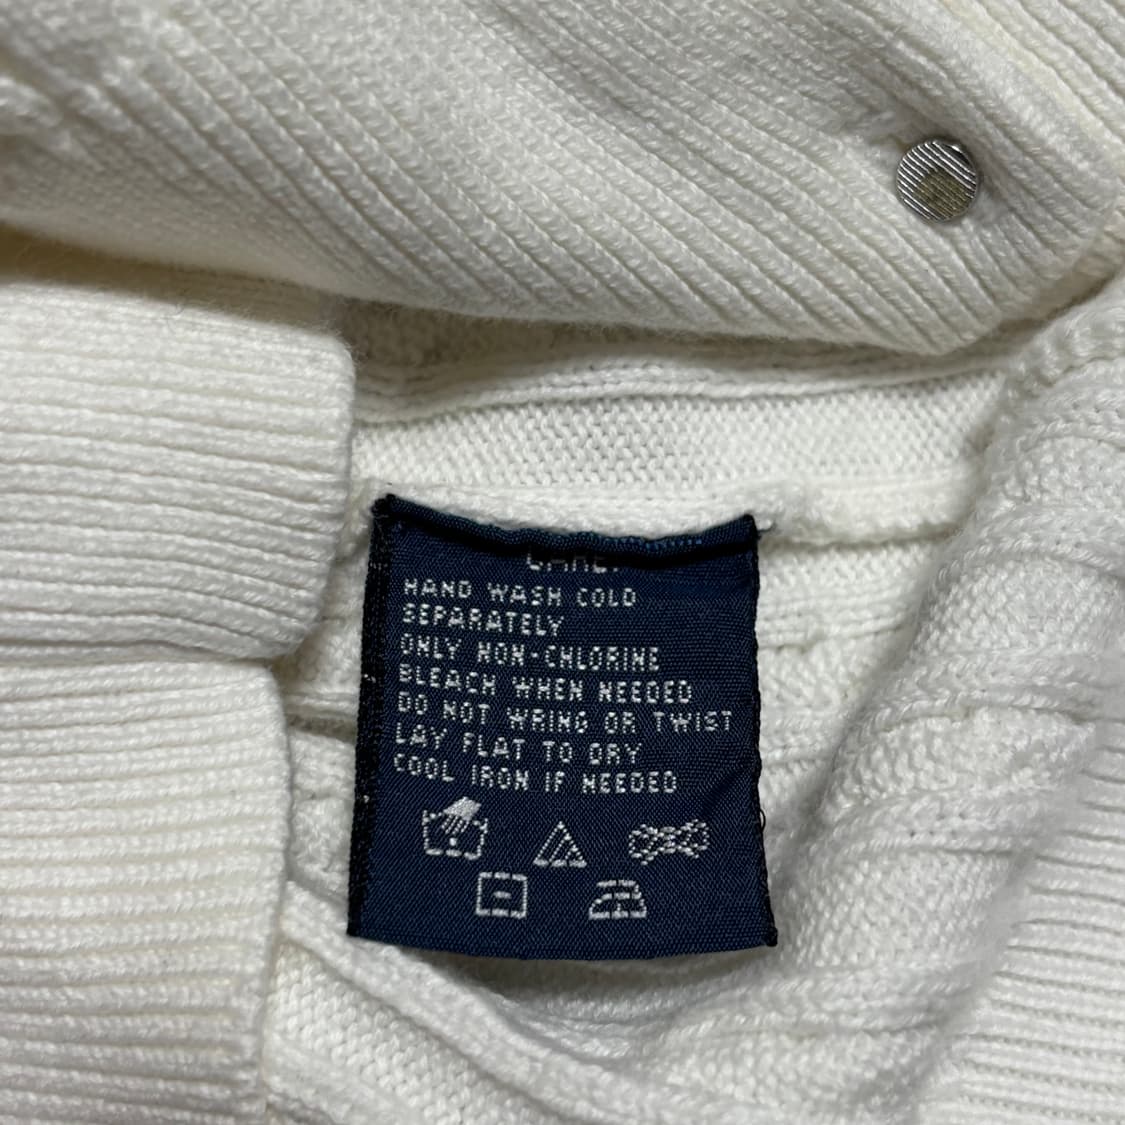 CARE:
HAND WASH COLD
SEPARATELY
ONLY NON-CHLORINE
BLEACH WHEN NEEDED
DO NOT WRING OR TWIST
LAY FLAT TO DRY
COOL IRON IF NEEDED